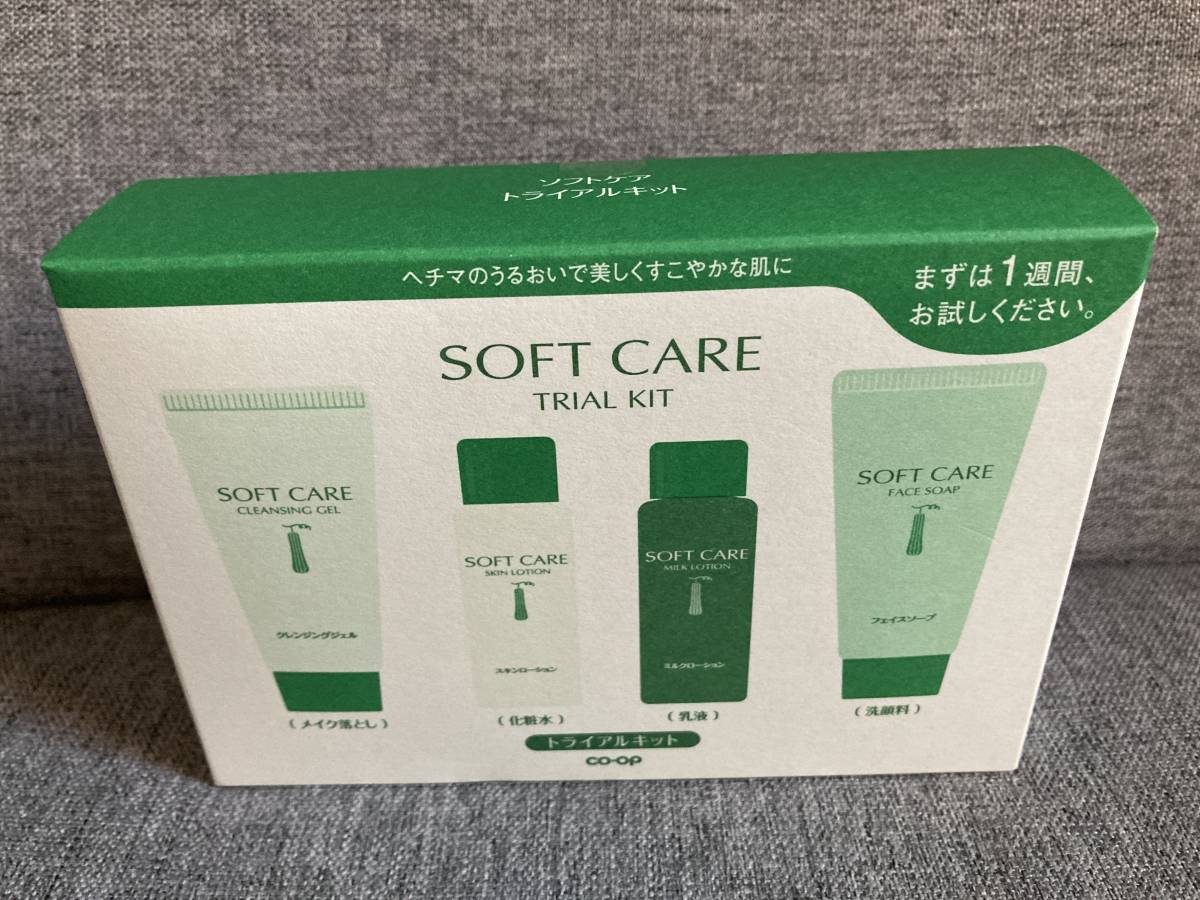 ソフトケア
トライアルキット
ヘチマのうるおいで美しくすこやかな肌に
まずは1週間、
お試しください。
SOFT CARE
TRIAL KIT
SOFT CARE
CLEANSING GEL
クレンジングジェル
(メイク落とし)
SOFT CARE
SKIN LOTION
スキンローション
(化粧水)
SOFT CARE
MILK LOTION
ミルクローション
(乳液)
SOFT CARE
FACE SOAP
フェイスソープ
(洗顔料)
トライアルキット
co・op